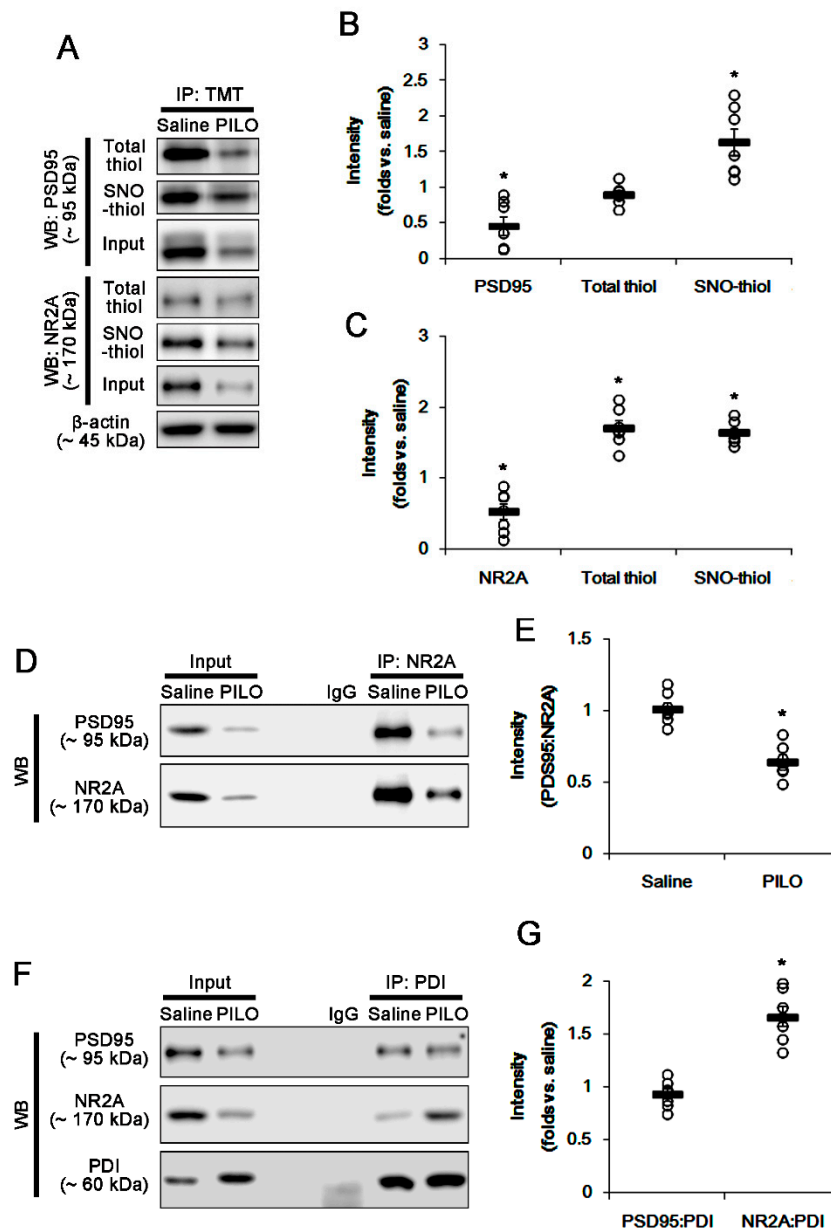 A
IP: TMT
Saline PILO
WB: PSD95
(~ 95 kDa)
Total
thiol
SNO
-thiol
Input
WB: NR2A
(~ 170 kDa)
Total
thiol
SNO
-thiol
Input
β-actin
(~ 45 kDa)
B
Intensity
(folds vs. saline)
3
2.5
2
1.5
1
0.5
0
*
*
PSD95 Total thiol SNO-thiol
C
Intensity
(folds vs. saline)
3
2
1
0
*
*
*
NR2A Total thiol SNO-thiol
D
Input IP: NR2A
Saline PILO IgG Saline PILO
WB
PSD95
(~ 95 kDa)
NR2A
(~ 170 kDa)
E
Intensity
(PDS95:NR2A)
1.5
1
0.5
0
*
Saline PILO
F
Input IP: PDI
Saline PILO IgG Saline PILO
WB
PSD95
(~ 95 kDa)
NR2A
(~ 170 kDa)
PDI
(~ 60 kDa)
G
Intensity
(folds vs. saline)
2
1.5
1
0.5
0
*
PSD95:PDI NR2A:PDI